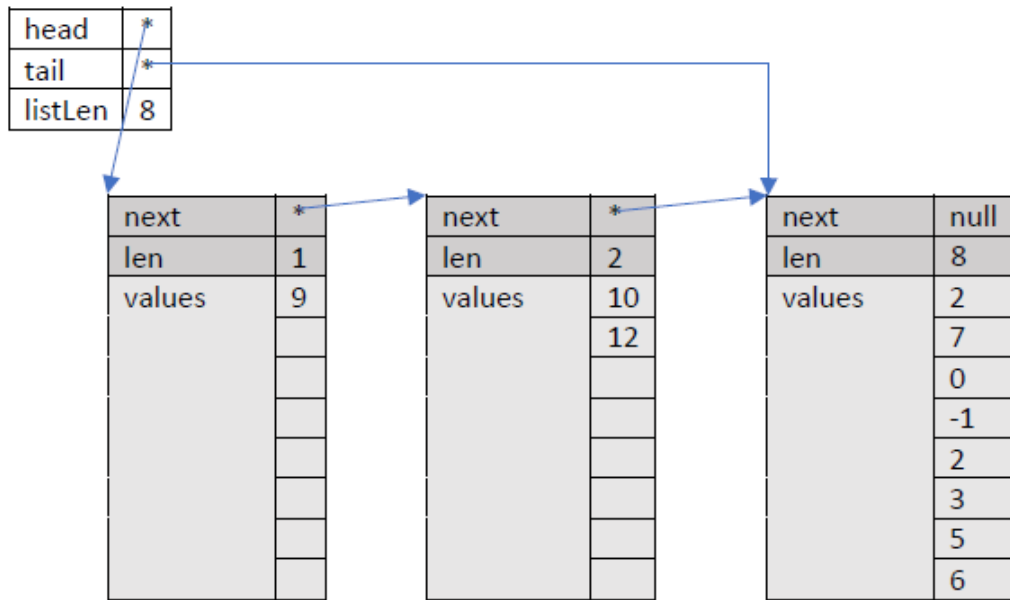 head *
tail *
listLen 8
next * next * next null
len 1 len 2 len 8
values 9 values 10 values 2
12 7
0
-1
2
3
5
6